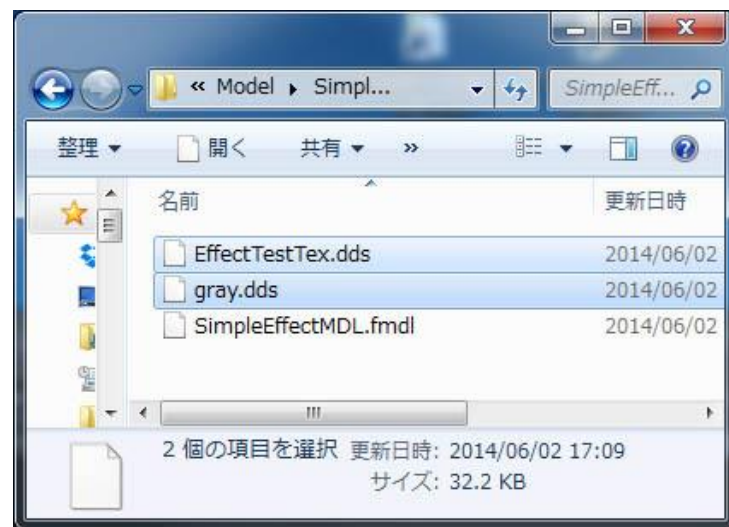 « Model ▸ Simpl... SimpleEff...
整理 開く 共有 »
名前 更新日時
EffectTestTex.dds 2014/06/02
gray.dds 2014/06/02
SimpleEffectMDL.fmdl 2014/06/02
2 個の項目を選択 更新日時: 2014/06/02 17:09
サイズ: 32.2 KB